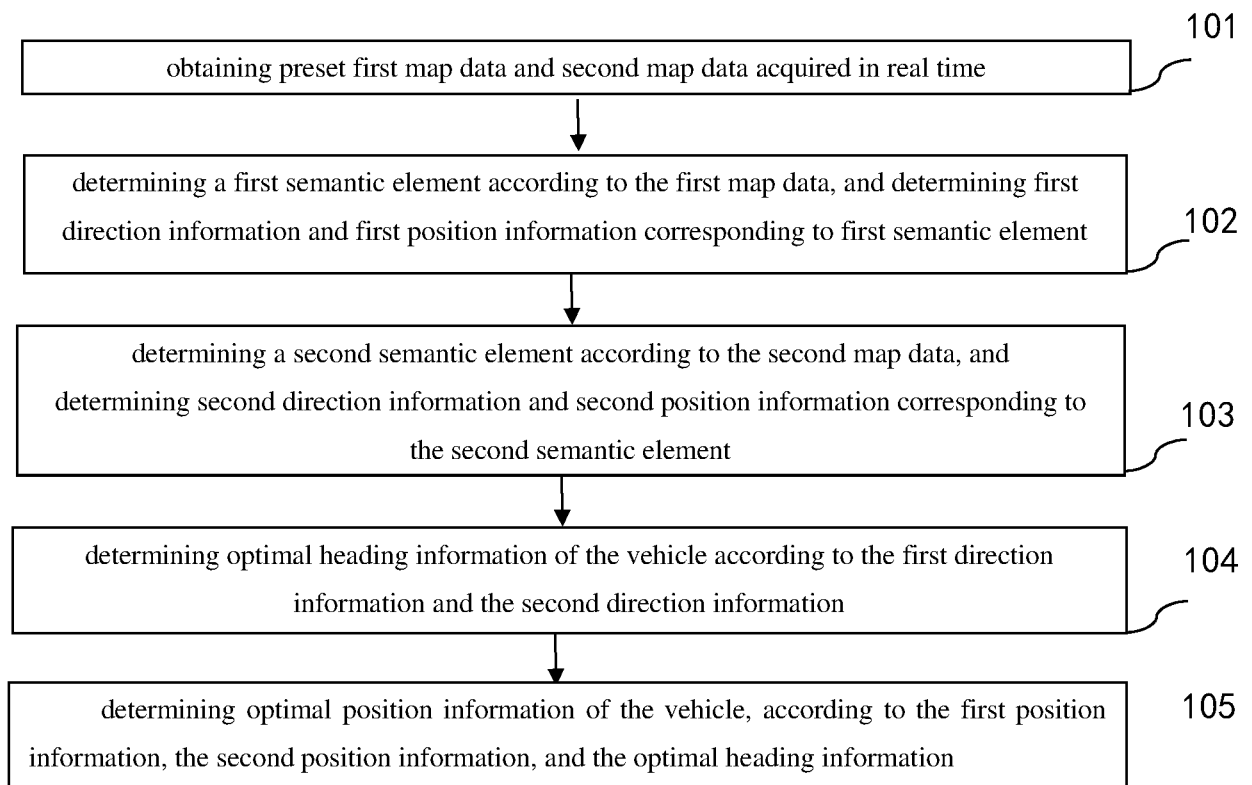 101
obtaining preset first map data and second map data acquired in real time
determining a first semantic element according to the first map data, and determining first
direction information and first position information corresponding to first semantic element
102
determining a second semantic element according to the second map data, and
determining second direction information and second position information corresponding to
the second semantic element
103
determining optimal heading information of the vehicle according to the first direction
information and the second direction information
104
determining optimal position information of the vehicle, according to the first position
information, the second position information, and the optimal heading information
105